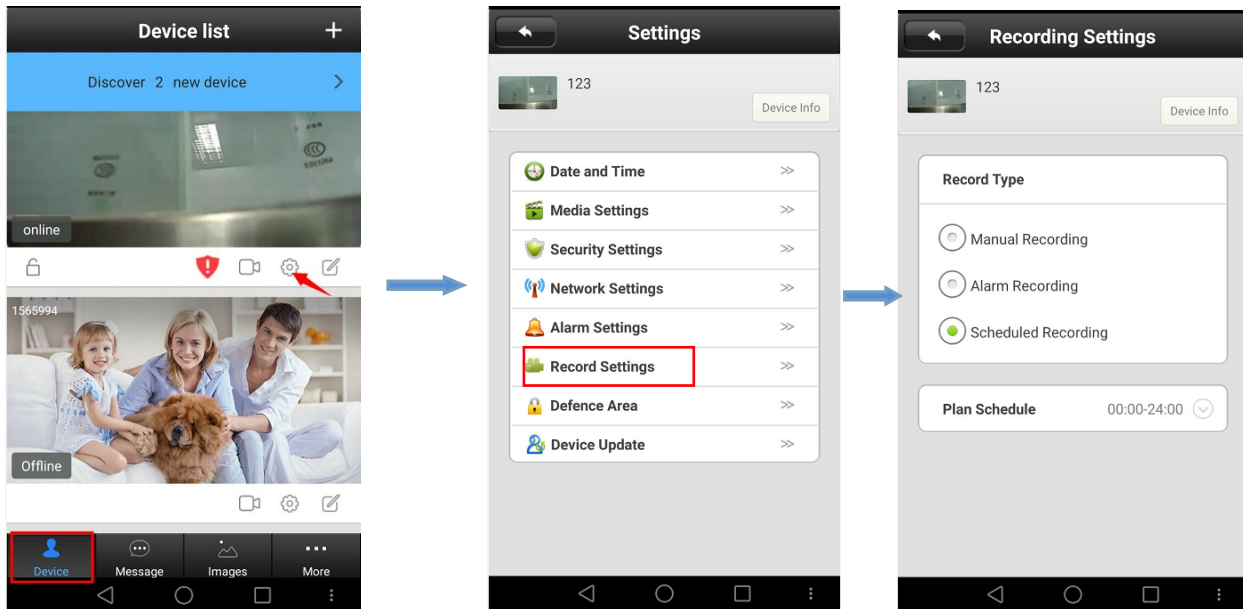 Device list +
Discover 2 new device
online
1565994
Offline
Device
Message
Images
More
Settings
123
Device Info
Date and Time
Media Settings
Security Settings
Network Settings
Alarm Settings
Record Settings
Defence Area
Device Update
Recording Settings
123
Device Info
Record Type
Manual Recording
Alarm Recording
Scheduled Recording
Plan Schedule 00:00-24:00